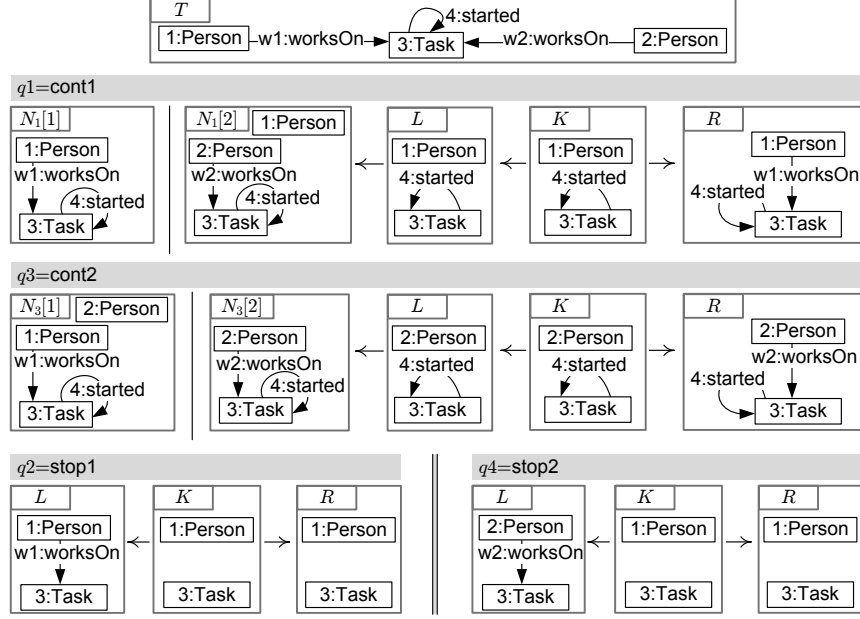 T
4:started
1:Person w1:worksOn 3:Task w2:worksOn 2:Person
q1=cont1
N1[1] N1[2] 1:Person L K R
1:Person 2:Person 1:Person 1:Person 1:Person
w1:worksOn w2:worksOn 4:started 4:started w1:worksOn
4:started 4:started 4:started
3:Task 3:Task 3:Task 3:Task 3:Task
q3=cont2
N3[1] 2:Person N3[2] L K R
1:Person 2:Person 2:Person 2:Person 2:Person
w1:worksOn w2:worksOn 4:started 4:started w2:worksOn
4:started 4:started 4:started
3:Task 3:Task 3:Task 3:Task 3:Task
q2=stop1 q4=stop2
L K R L K R
1:Person 1:Person 1:Person 2:Person 1:Person 1:Person
w1:worksOn w2:worksOn
3:Task 3:Task 3:Task 3:Task 3:Task 3:Task